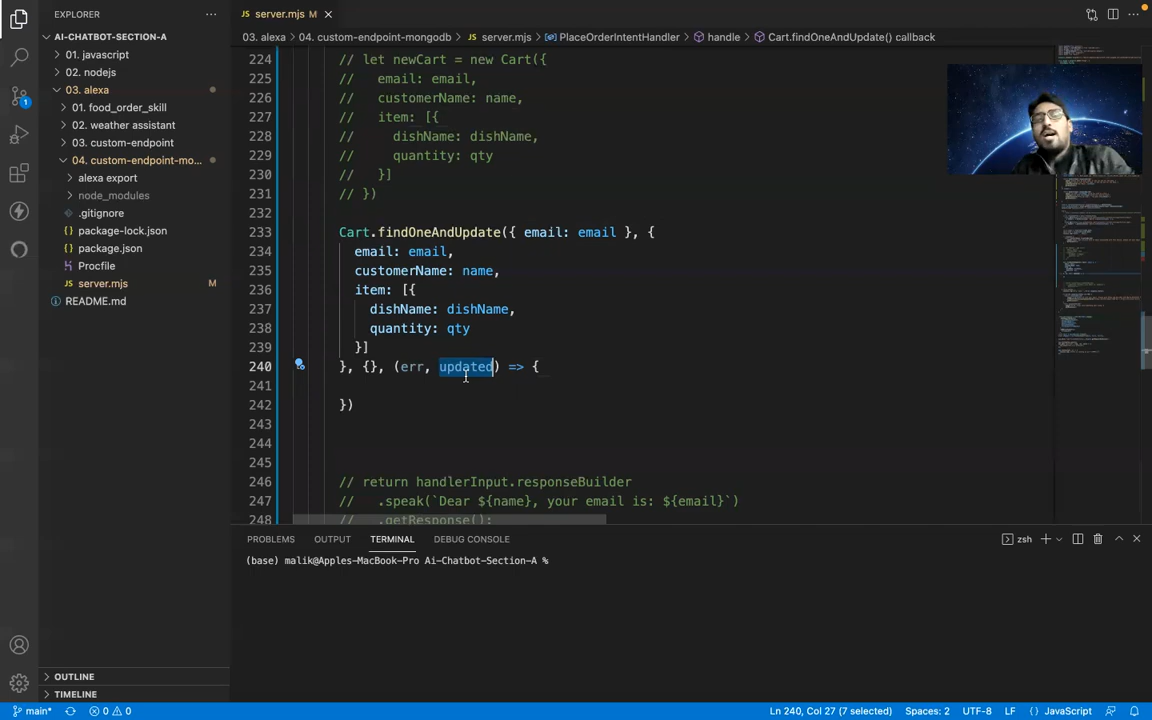 EXPLORER
server.mjs M
AI-CHATBOT-SECTION-A
03. alexa > 04. custom-endpoint-mongodb > server.mjs > PlaceOrderIntentHandler > handle > Cart.findOneAndUpdate() callback
01. javascript
02. nodejs
03. alexa
01. food_order_skill
02. weather assistant
03. custom-endpoint
04. custom-endpoint-mo...
alexa export
node_modules
.gitignore
package-lock.json
package.json
Procfile
server.mjs M
README.md
1
224 // let newCart = new Cart({
225 //   email: email,
226 //   customerName: name,
227 //   item: [{
228 //     dishName: dishName,
229 //     quantity: qty
230 //   }]
231 // })
232
233 Cart.findOneAndUpdate({ email: email }, {
234   email: email,
235   customerName: name,
236   item: [{
237     dishName: dishName,
238     quantity: qty
239   }]
240 }, {}, (err, updated) => {
241
242 })
243
244
245
246 // return handlerInput.responseBuilder
247 //   .speak(`Dear ${name}, your email is: ${email}`)
248 //   .getResponse();
PROBLEMS OUTPUT TERMINAL DEBUG CONSOLE
zsh
(base) malik@Apples-MacBook-Pro Ai-Chatbot-Section-A %
OUTLINE
TIMELINE
main* 0 0
Ln 240, Col 27 (7 selected) Spaces: 2 UTF-8 LF { } JavaScript